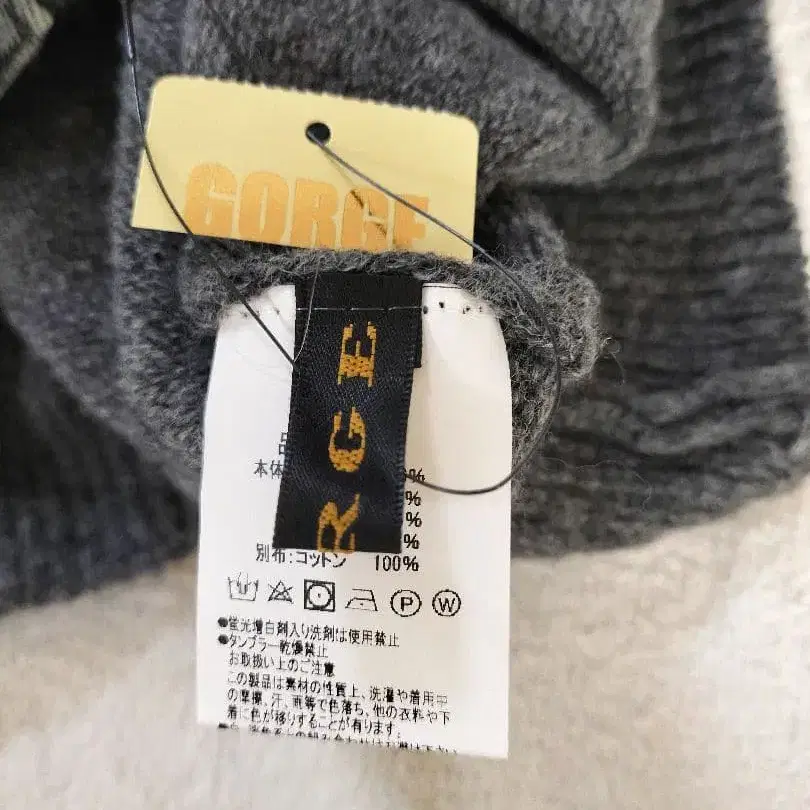 GORGE
RGE
品
本体 %
%
%
%
別布:コットン 100%
P W
●蛍光増白剤入り洗剤は使用禁止
●タンブラー乾燥禁止
お取扱い上のご注意
この製品は素材の性質上、洗濯や着用中
の摩擦、汗、雨等で色落ち、他の衣料や下
着に色が移りすることが有ります。